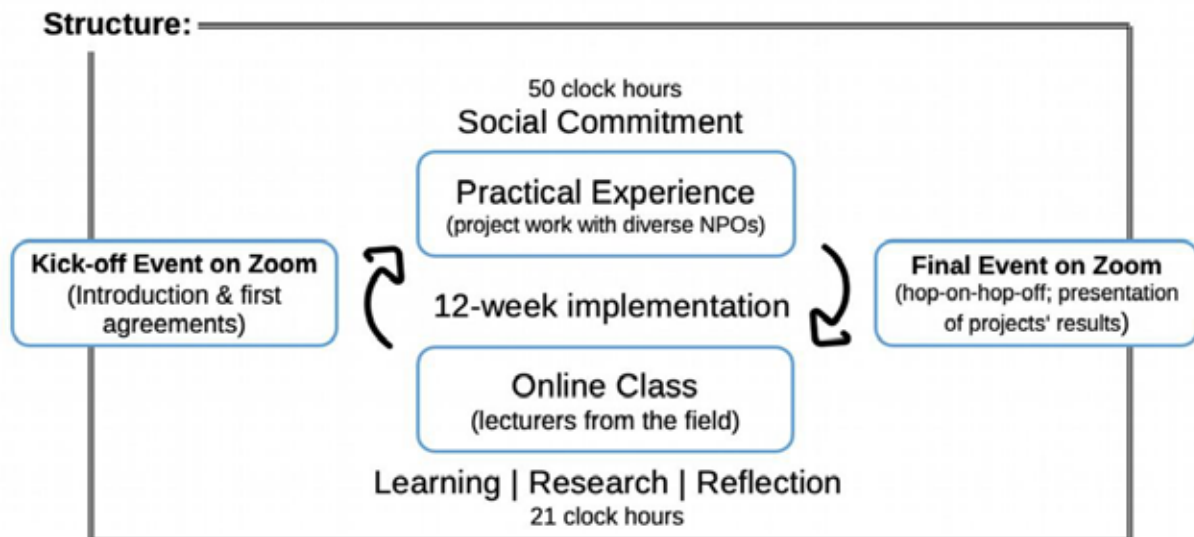 Structure:
50 clock hours
Social Commitment
Practical Experience
(project work with diverse NPOs)
Kick-off Event on Zoom
(Introduction & first
agreements)
12-week implementation
Final Event on Zoom
(hop-on-hop-off; presentation
of projects' results)
Online Class
(lecturers from the field)
Learning | Research | Reflection
21 clock hours